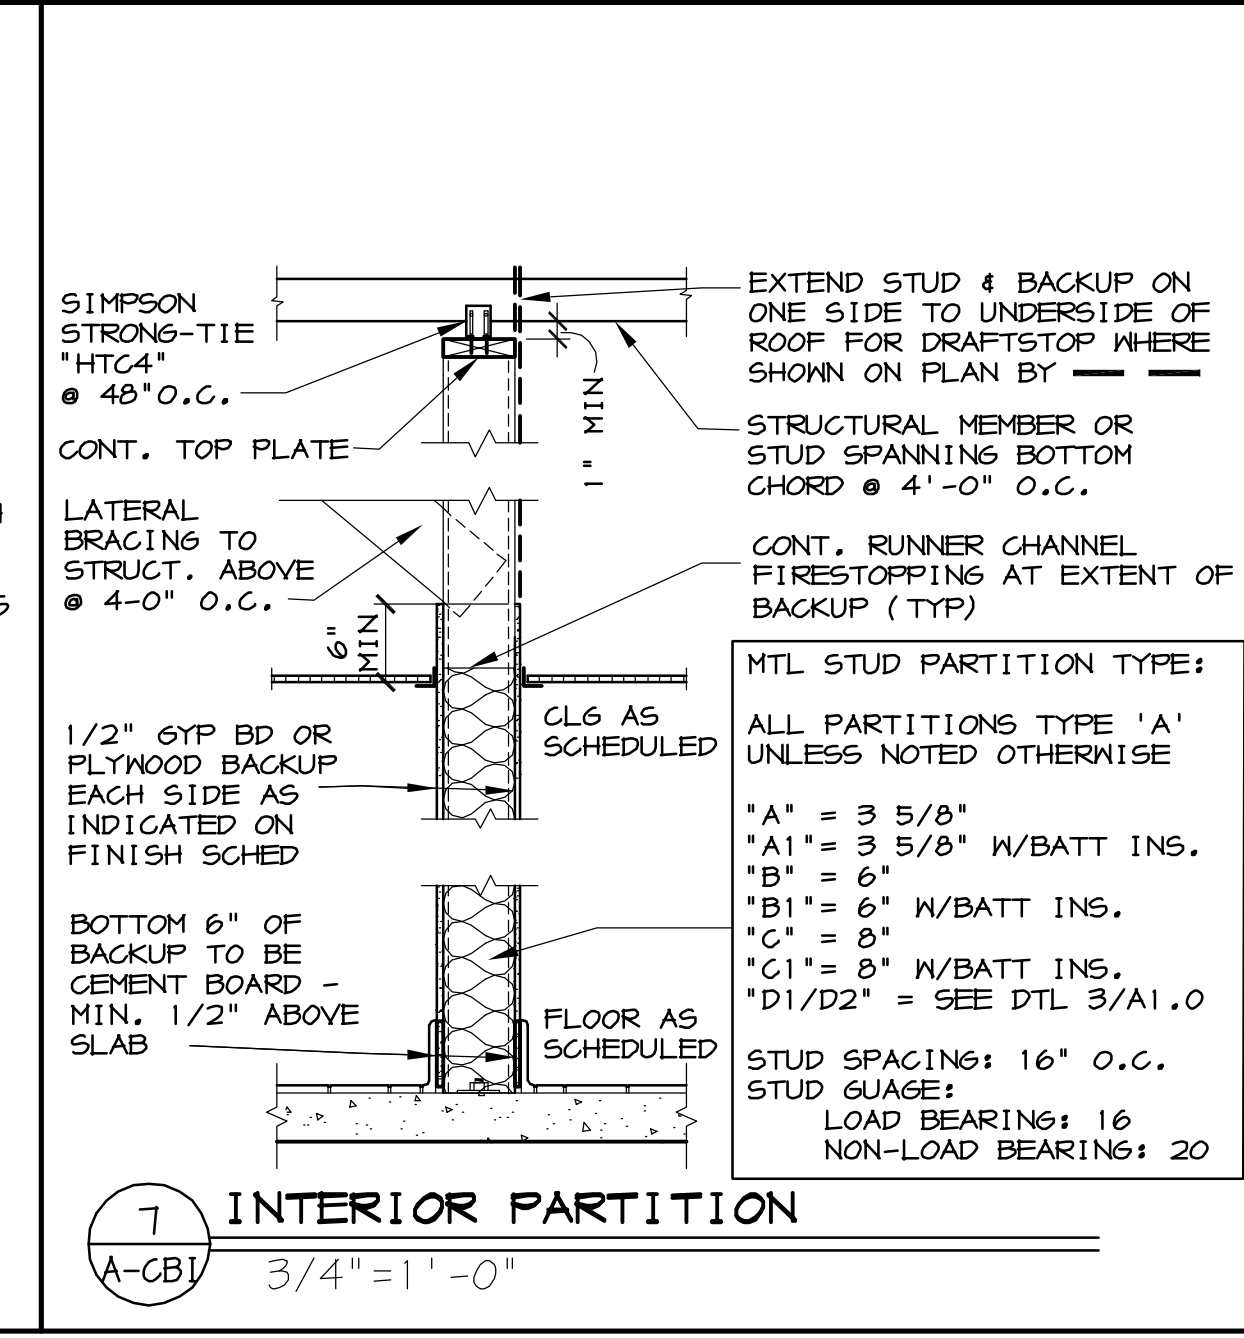 SIMPSON
STRONG-TIE
"HTC4"
@ 48"O.C.
CONT. TOP PLATE
LATERAL
BRACING TO
STRUCT. ABOVE
@ 4-0" O.C.
6"
MIN
1" MIN
EXTEND STUD & BACKUP ON
ONE SIDE TO UNDERSIDE OF
ROOF FOR DRAFTSTOP WHERE
SHOWN ON PLAN BY
STRUCTURAL MEMBER OR
STUD SPANNING BOTTOM
CHORD @ 4'-0" O.C.
CONT. RUNNER CHANNEL
FIRESTOPPING AT EXTENT OF
BACKUP (TYP)
1/2" GYP BD OR
PLYWOOD BACKUP
EACH SIDE AS
INDICATED ON
FINISH SCHED
CLG AS
SCHEDULED
BOTTOM 6" OF
BACKUP TO BE
CEMENT BOARD -
MIN. 1/2" ABOVE
SLAB
FLOOR AS
SCHEDULED
MTL STUD PARTITION TYPE:
ALL PARTITIONS TYPE 'A'
UNLESS NOTED OTHERWISE
"A" = 3 5/8"
"A1"= 3 5/8" W/BATT INS.
"B" = 6"
"B1"= 6" W/BATT INS.
"C" = 8"
"C1"= 8" W/BATT INS.
"D1/D2" = SEE DTL 3/A1.0
STUD SPACING: 16" O.C.
STUD GUAGE:
LOAD BEARING: 16
NON-LOAD BEARING: 20
7
A-CB1
INTERIOR PARTITION
3/4"=1'-0"